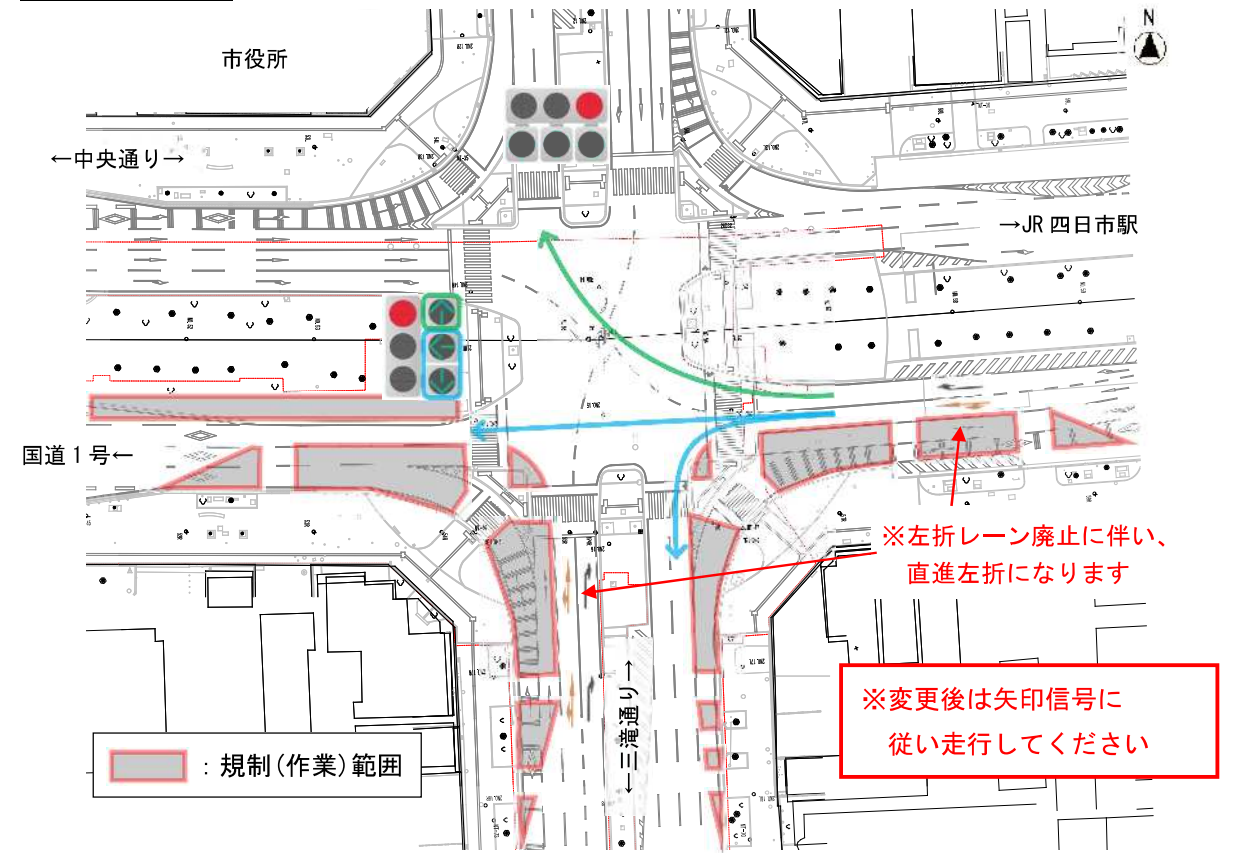 N
市役所
←中央通り→
→JR 四日市駅
国道1号←
※左折レーン廃止に伴い、
直進左折になります
←三滝通り→
※変更後は矢印信号に
従い走行してください
：規制(作業)範囲